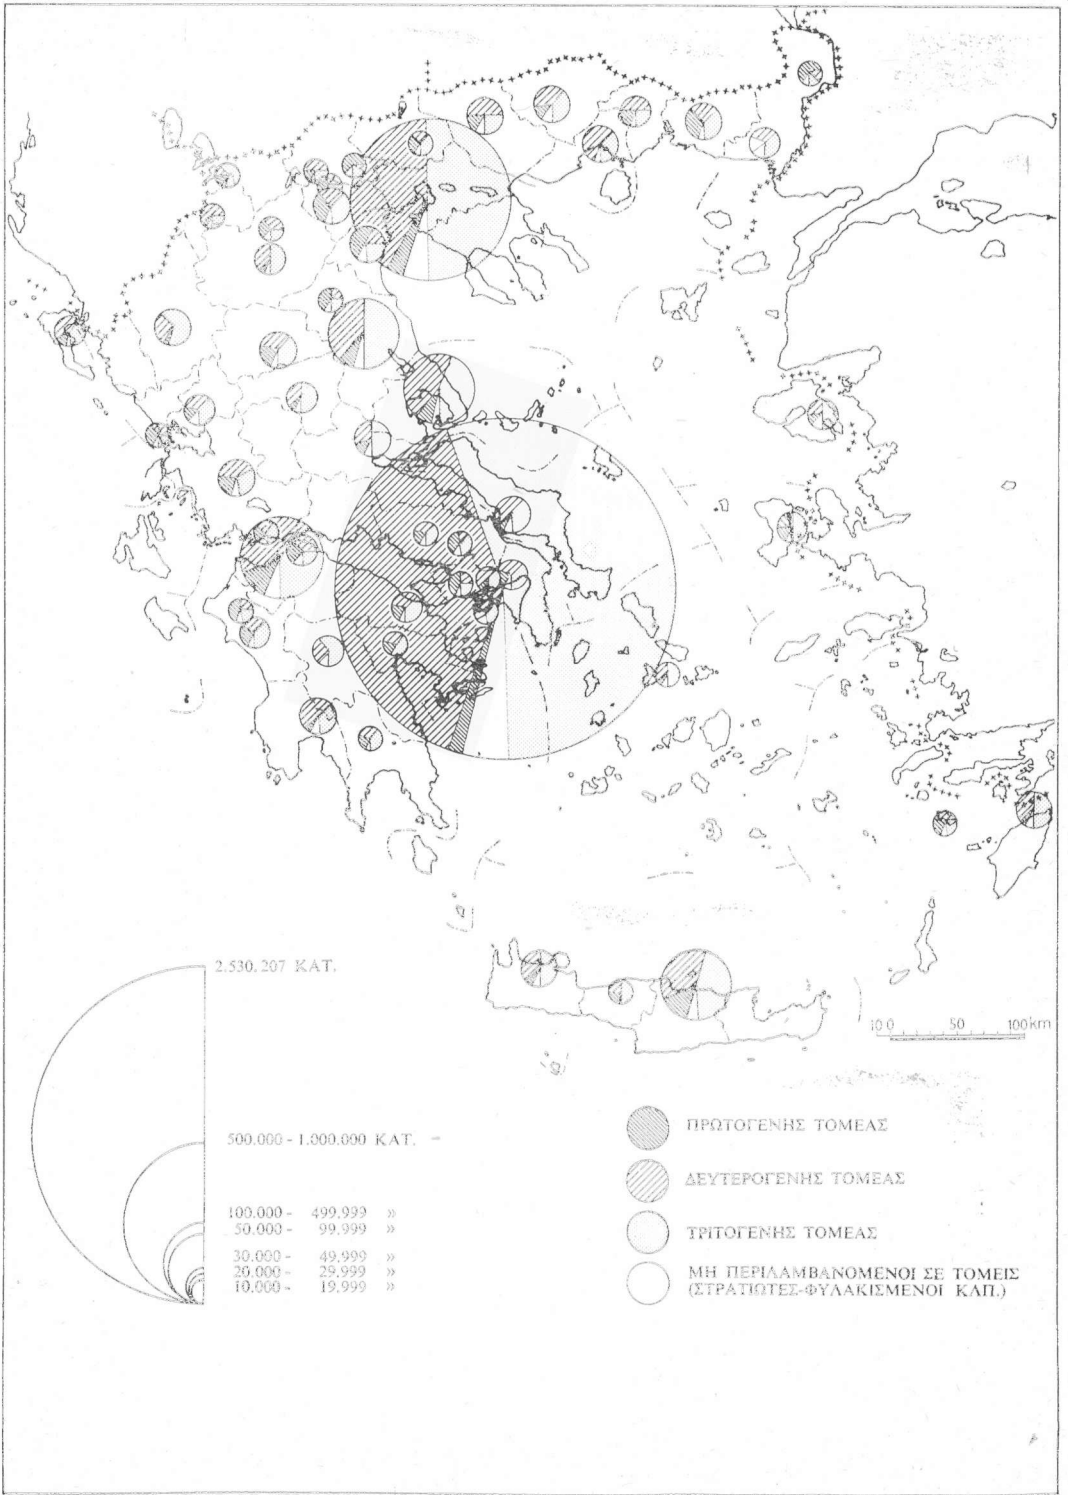 2.530.207 ΚΑΤ.
500.000 - 1.000.000 ΚΑΤ.
100.000 - 499.999 »
50.000 - 99.999 »
30.000 - 49.999 »
20.000 - 29.999 »
10.000 - 19.999 »
10 0 50 100km
ΠΡΩΤΟΓΕΝΗΣ ΤΟΜΕΑΣ
ΔΕΥΤΕΡΟΓΕΝΗΣ ΤΟΜΕΑΣ
ΤΡΙΤΟΓΕΝΗΣ ΤΟΜΕΑΣ
ΜΗ ΠΕΡΙΛΑΜΒΑΝΟΜΕΝΟΙ ΣΕ ΤΟΜΕΙΣ
(ΣΤΡΑΤΙΩΤΕΣ-ΦΥΛΑΚΙΣΜΕΝΟΙ ΚΛΠ.)